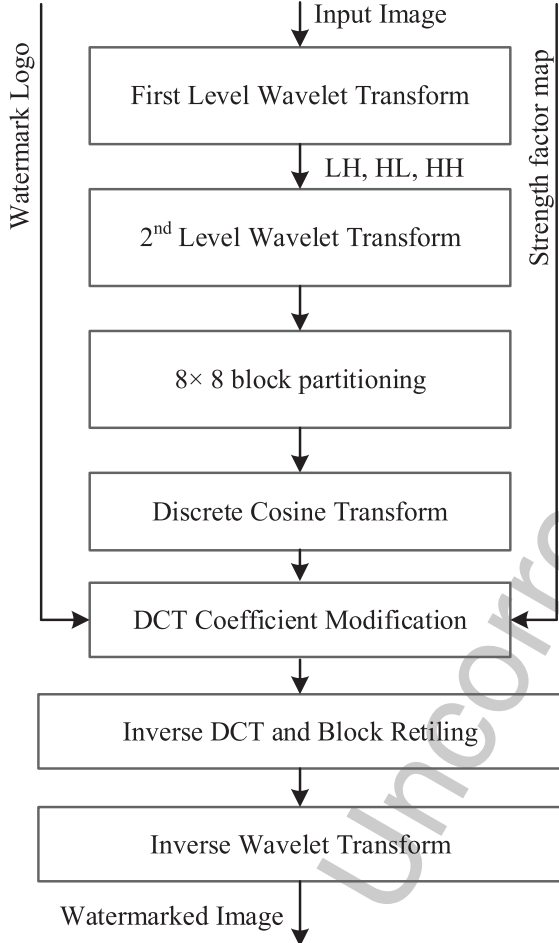 Input Image
Watermark Logo
Strength factor map
First Level Wavelet Transform
LH, HL, HH
2nd Level Wavelet Transform
8× 8 block partitioning
Discrete Cosine Transform
DCT Coefficient Modification
Inverse DCT and Block Retiling
Inverse Wavelet Transform
Watermarked Image
Uncorre